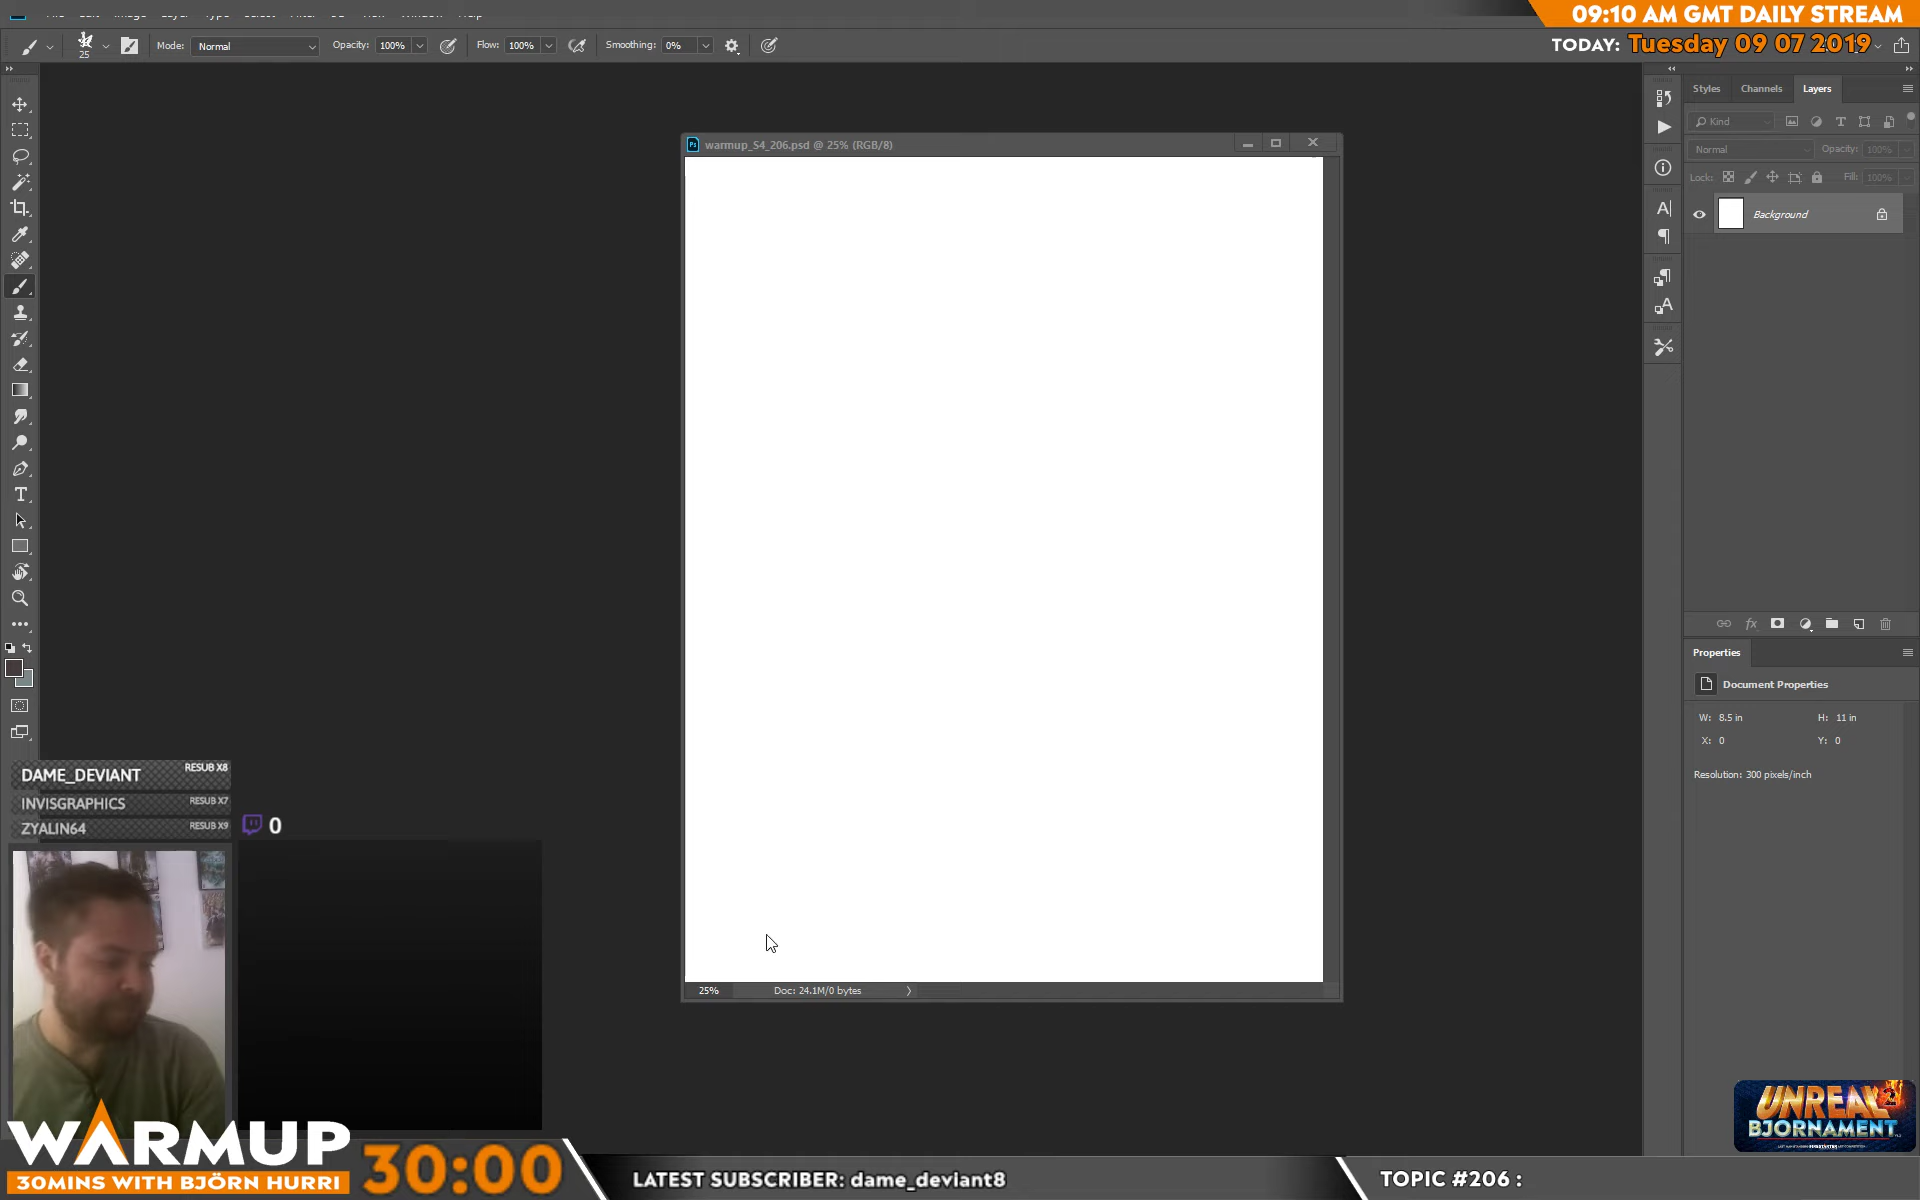 09:10 AM GMT DAILY STREAM
TODAY: Tuesday 09 07 2019
25
Mode: Normal
Opacity: 100%
Flow: 100%
Smoothing: 0%
warmup_S4_206.psd @ 25% (RGB/8)
Styles Channels Layers
Kind
Normal Opacity: 100%
Lock: Fill: 100%
Background
fx
Properties
Document Properties
W: 8.5 in H: 11 in
X: 0 Y: 0
Resolution: 300 pixels/inch
DAME_DEVIANT RESUB X8
INVISGRAPHICS RESUB X7
ZYALIN64 RESUB X9
0
25% Doc: 24.1M/0 bytes
UNREAL 2
BJORNAMENT
WARMUP
30MINS WITH BJÖRN HURRI
30:00
LATEST SUBSCRIBER: dame_deviant8
TOPIC #206 :